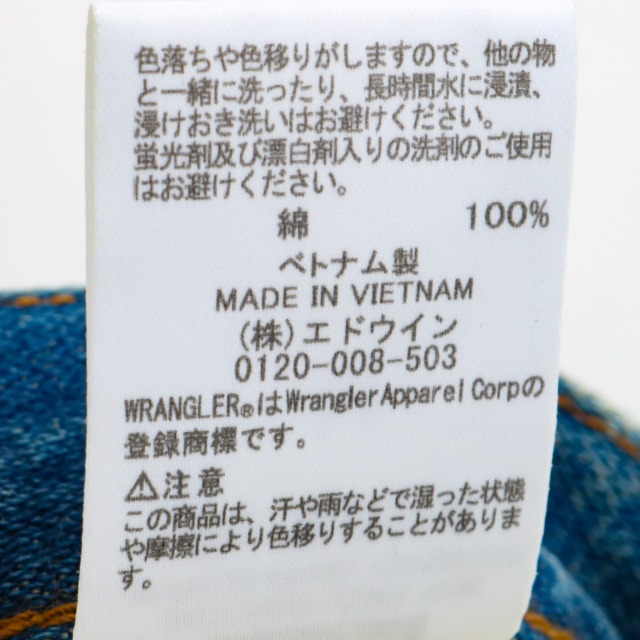 色落ちや色移りがしますので、他の物
と一緒に洗ったり、長時間水に浸漬、
浸けおき洗いはお避けください。
蛍光剤及び漂白剤入りの洗剤のご使用
はお避けください。
綿 100%
ベトナム製
MADE IN VIETNAM
(株)エドウイン
0120-008-503
WRANGLER®はWrangler Apparel Corpの
登録商標です。
⚠注意
この商品は、汗や雨などで湿った状態
や摩擦により色移りすることがありま
す。